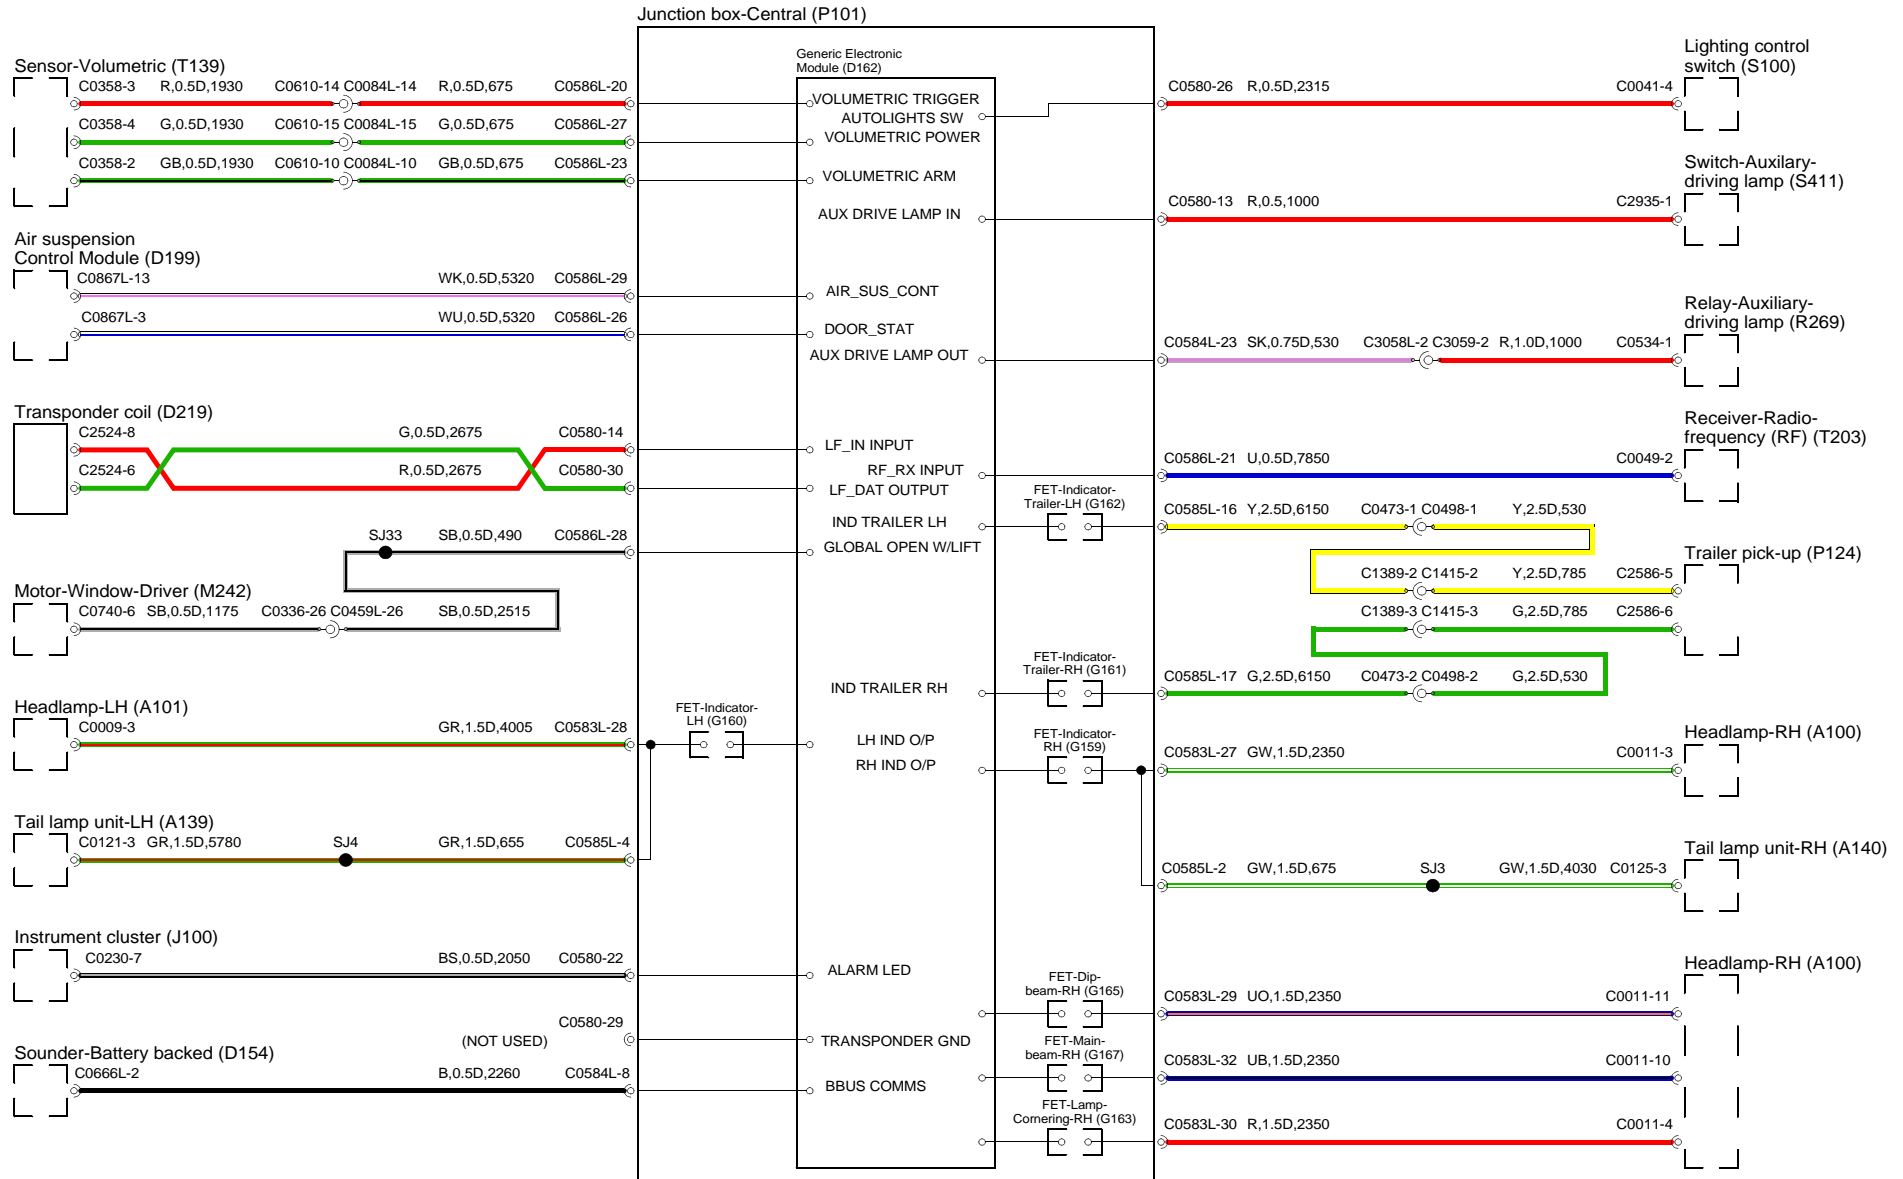 Junction box-Central (P101)
Generic Electronic
Module (D162)
Sensor-Volumetric (T139)
C0358-3 R,0.5D,1930 C0610-14 C0084L-14 R,0.5D,675 C0586L-20
C0358-4 G,0.5D,1930 C0610-15 C0084L-15 G,0.5D,675 C0586L-27
C0358-2 GB,0.5D,1930 C0610-10 C0084L-10 GB,0.5D,675 C0586L-23
Air suspension
Control Module (D199)
C0867L-13 WK,0.5D,5320 C0586L-29
C0867L-3 WU,0.5D,5320 C0586L-26
Transponder coil (D219)
C2524-8 G,0.5D,2675 C0580-14
C2524-6 R,0.5D,2675 C0580-30
SJ33 SB,0.5D,490 C0586L-28
Motor-Window-Driver (M242)
C0740-6 SB,0.5D,1175 C0336-26 C0459L-26 SB,0.5D,2515
Headlamp-LH (A101)
C0009-3 GR,1.5D,4005 C0583L-28
Tail lamp unit-LH (A139)
C0121-3 GR,1.5D,5780 SJ4 GR,1.5D,655 C0585L-4
Instrument cluster (J100)
C0230-7 BS,0.5D,2050 C0580-22
C0580-29
(NOT USED)
Sounder-Battery backed (D154)
C0666L-2 B,0.5D,2260 C0584L-8
FET-Indicator-
LH (G160)
VOLUMETRIC TRIGGER
AUTOLIGHTS SW
VOLUMETRIC POWER
VOLUMETRIC ARM
AUX DRIVE LAMP IN
AIR_SUS_CONT
DOOR_STAT
AUX DRIVE LAMP OUT
LF_IN INPUT
RF_RX INPUT
LF_DAT OUTPUT
IND TRAILER LH
GLOBAL OPEN W/LIFT
IND TRAILER RH
LH IND O/P
RH IND O/P
ALARM LED
TRANSPONDER GND
BBUS COMMS
FET-Indicator-
Trailer-LH (G162)
FET-Indicator-
Trailer-RH (G161)
FET-Indicator-
RH (G159)
FET-Dip-
beam-RH (G165)
FET-Main-
beam-RH (G167)
FET-Lamp-
Cornering-RH (G163)
Lighting control
switch (S100)
C0580-26 R,0.5D,2315 C0041-4
Switch-Auxilary-
driving lamp (S411)
C0580-13 R,0.5,1000 C2935-1
Relay-Auxiliary-
driving lamp (R269)
C0584L-23 SK,0.75D,530 C3058L-2 C3059-2 R,1.0D,1000 C0534-1
Receiver-Radio-
frequency (RF) (T203)
C0586L-21 U,0.5D,7850 C0049-2
C0585L-16 Y,2.5D,6150 C0473-1 C0498-1 Y,2.5D,530
Trailer pick-up (P124)
C1389-2 C1415-2 Y,2.5D,785 C2586-5
C1389-3 C1415-3 G,2.5D,785 C2586-6
C0585L-17 G,2.5D,6150 C0473-2 C0498-2 G,2.5D,530
Headlamp-RH (A100)
C0583L-27 GW,1.5D,2350 C0011-3
Tail lamp unit-RH (A140)
C0585L-2 GW,1.5D,675 SJ3 GW,1.5D,4030 C0125-3
Headlamp-RH (A100)
C0583L-29 UO,1.5D,2350 C0011-11
C0583L-32 UB,1.5D,2350 C0011-10
C0583L-30 R,1.5D,2350 C0011-4